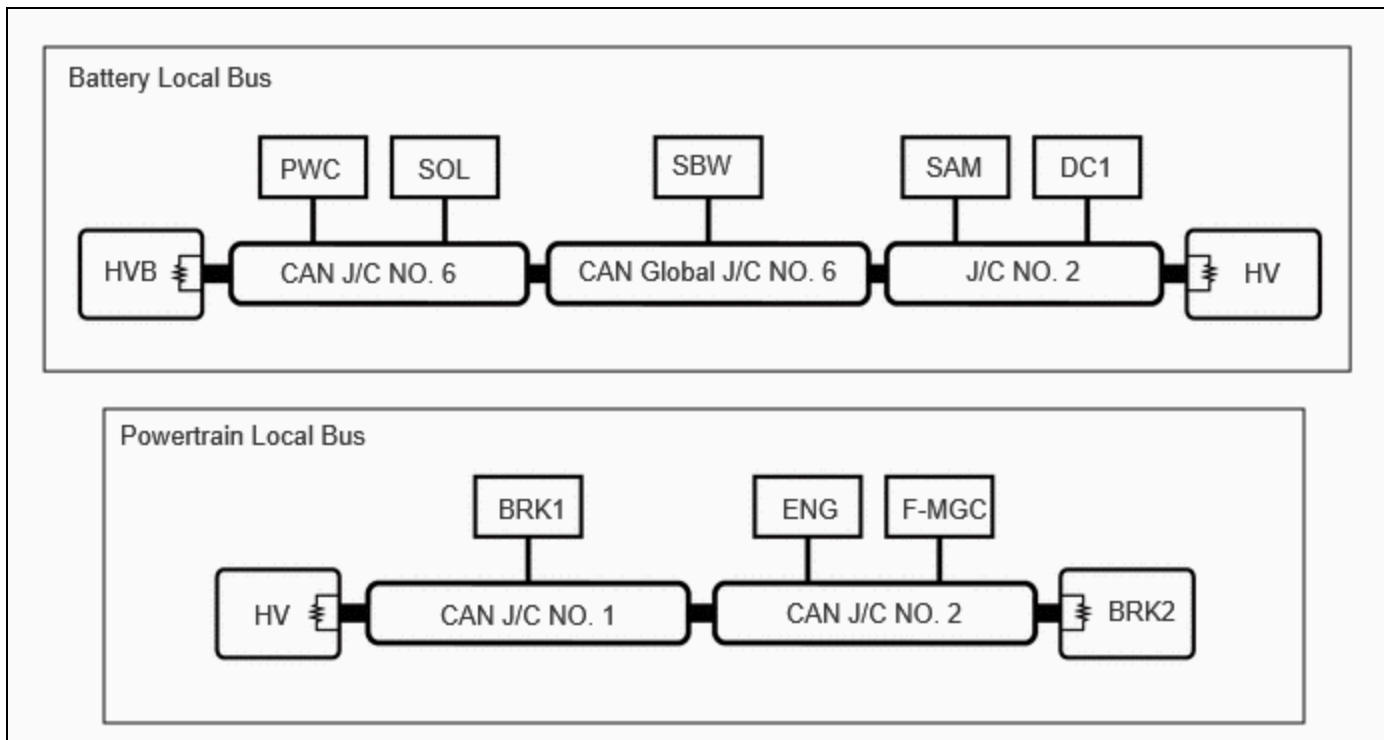 Battery Local Bus
PWC
SOL
SBW
SAM
DC1
HVB
CAN J/C NO. 6
CAN Global J/C NO. 6
J/C NO. 2
HV
Powertrain Local Bus
BRK1
ENG
F-MGC
HV
CAN J/C NO. 1
CAN J/C NO. 2
BRK2